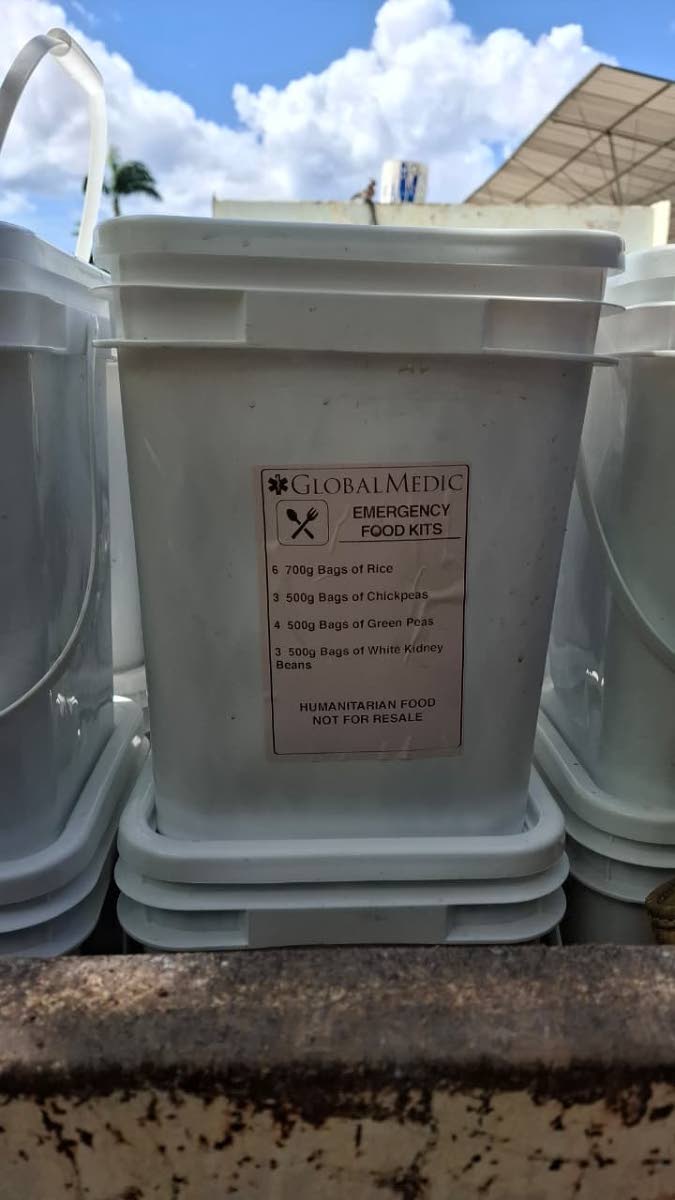 GLOBALMEDIC
EMERGENCY
FOOD KITS
6 700g Bags of Rice
3 500g Bags of Chickpeas
4 500g Bags of Green Peas
3 500g Bags of White Kidney
Beans
HUMANITARIAN FOOD
NOT FOR RESALE